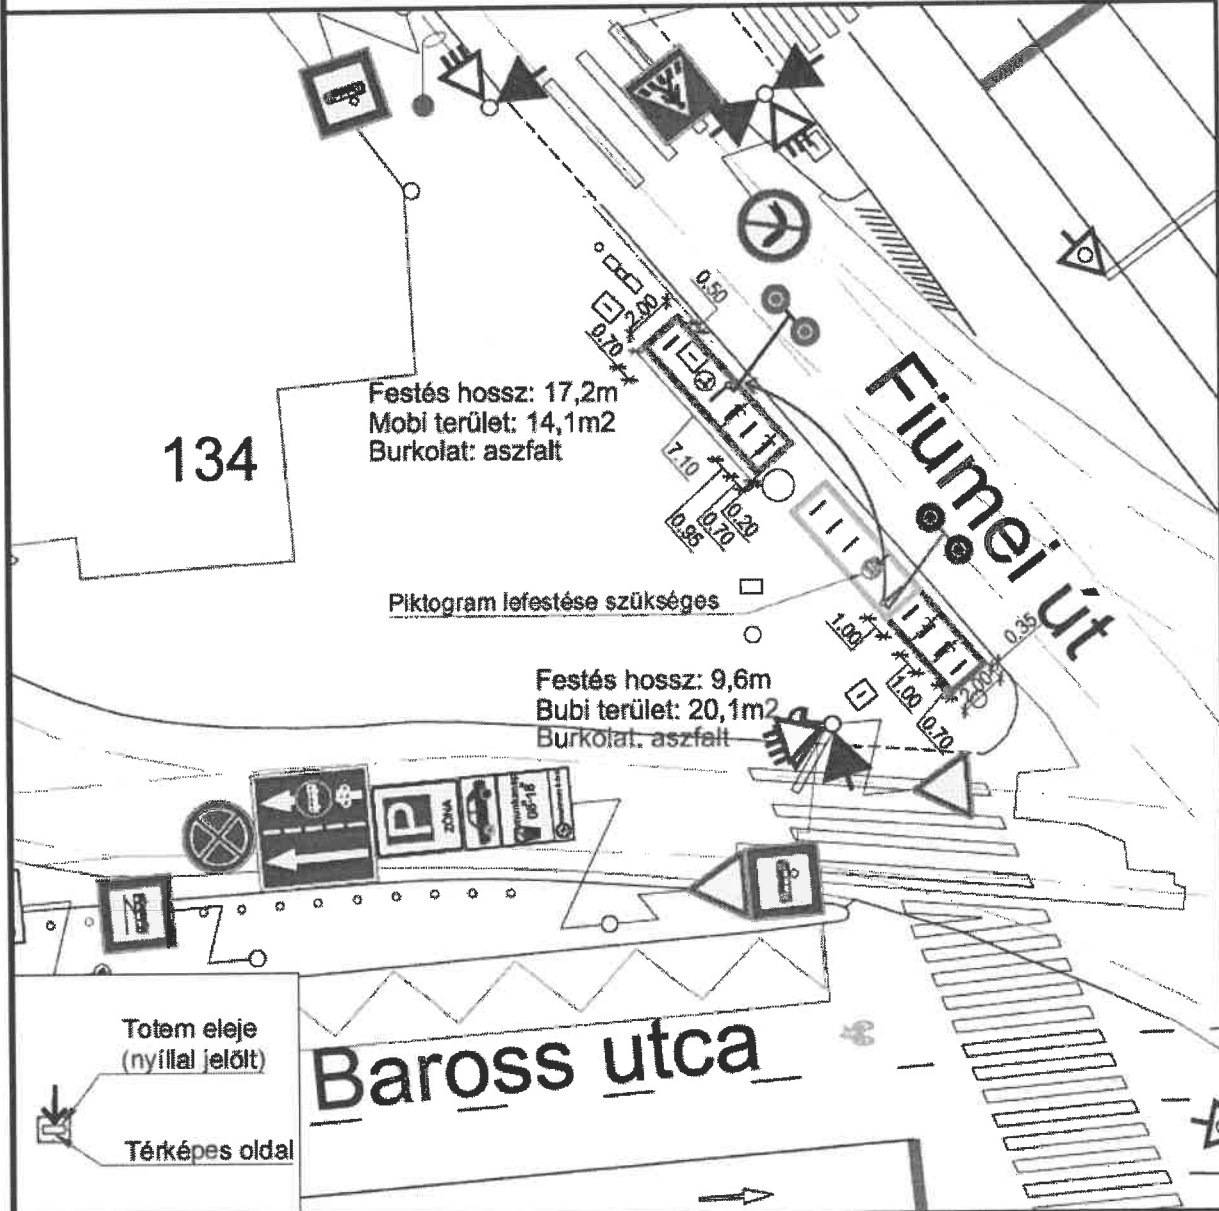 0.50
2.00
0.70
Festés hossz: 17,2m
Mobi terület: 14,1m2
Burkolat: aszfalt
134
Fiumei út
7.10
0.95
0.70
0.20
Piktogram lefestése szükséges
1.00
0.35
2.00
1.00
0.70
Festés hossz: 9,6m
Bubi terület: 20,1m2
Burkolat: aszfalt
P
ZÓNA
08-18
Totem eleje
(nyíllal jelölt)
Térképes oldal
Baross utca